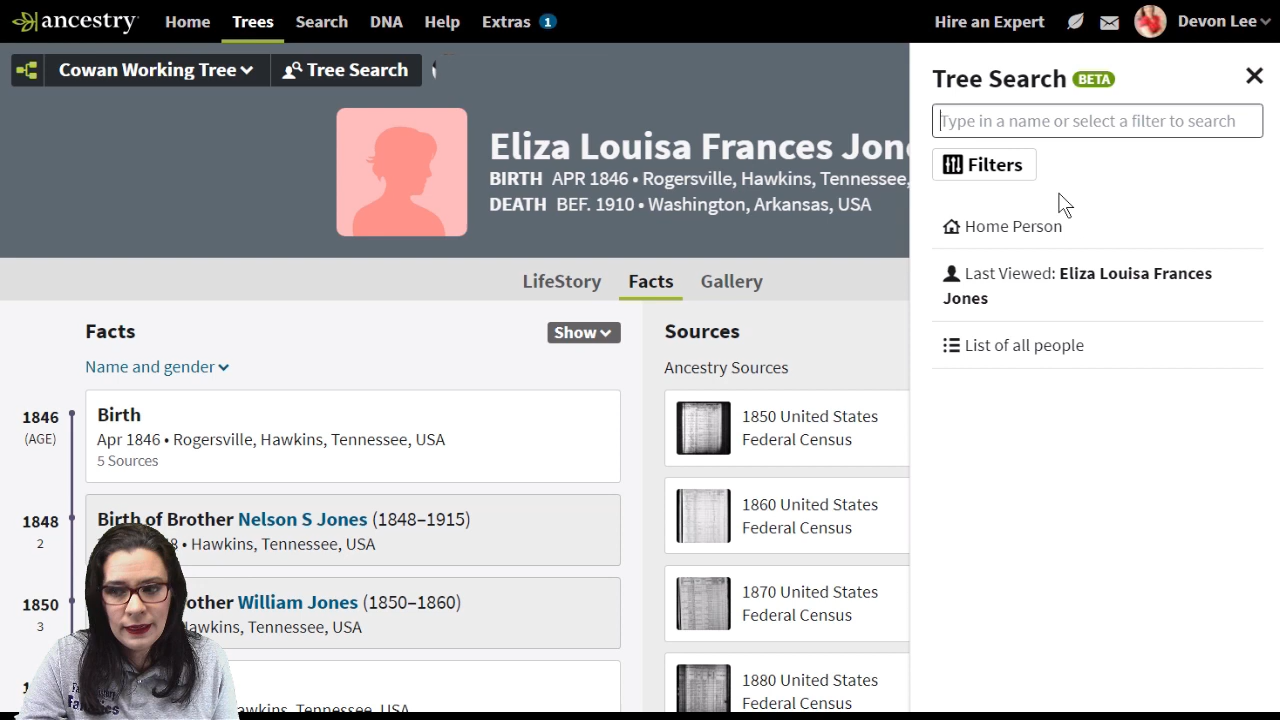 ancestry
Home
Trees
Search
DNA
Help
Extras 1
Hire an Expert
Devon Lee
Cowan Working Tree
Tree Search
Eliza Louisa Frances Jon
BIRTH APR 1846 • Rogersville, Hawkins, Tennessee,
DEATH BEF. 1910 • Washington, Arkansas, USA
LifeStory
Facts
Gallery
Facts
Show
Name and gender
1846
(AGE)
Birth
Apr 1846 • Rogersville, Hawkins, Tennessee, USA
5 Sources
1848
2
Birth of Brother Nelson S Jones (1848–1915)
8 • Hawkins, Tennessee, USA
1850
3
other William Jones (1850–1860)
awkins, Tennessee, USA
awkins, Tennessee, USA
Sources
Ancestry Sources
1850 United States
Federal Census
1860 United States
Federal Census
1870 United States
Federal Census
1880 United States
Federal Census
Tree Search BETA
Type in a name or select a filter to search
Filters
Home Person
Last Viewed: Eliza Louisa Frances
Jones
List of all people